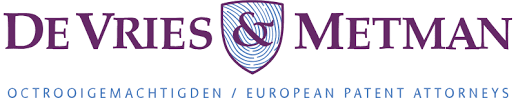 DE VRIES & METMAN
OCTROOIGEMACHTIGDEN / EUROPEAN PATENT ATTORNEYS